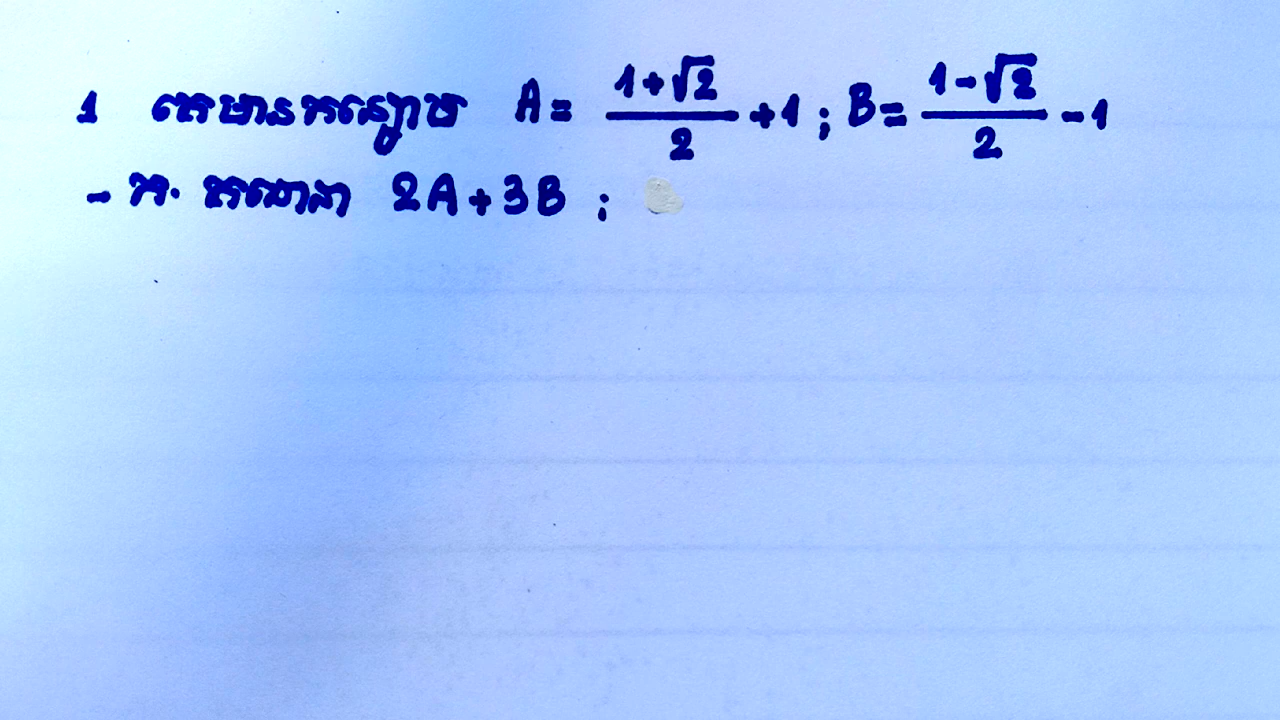 1 គេមានកន្សោម A = (1+√2)/2 + 1 ; B = (1-√2)/2 - 1
- ក. គណនា 2A + 3B ;